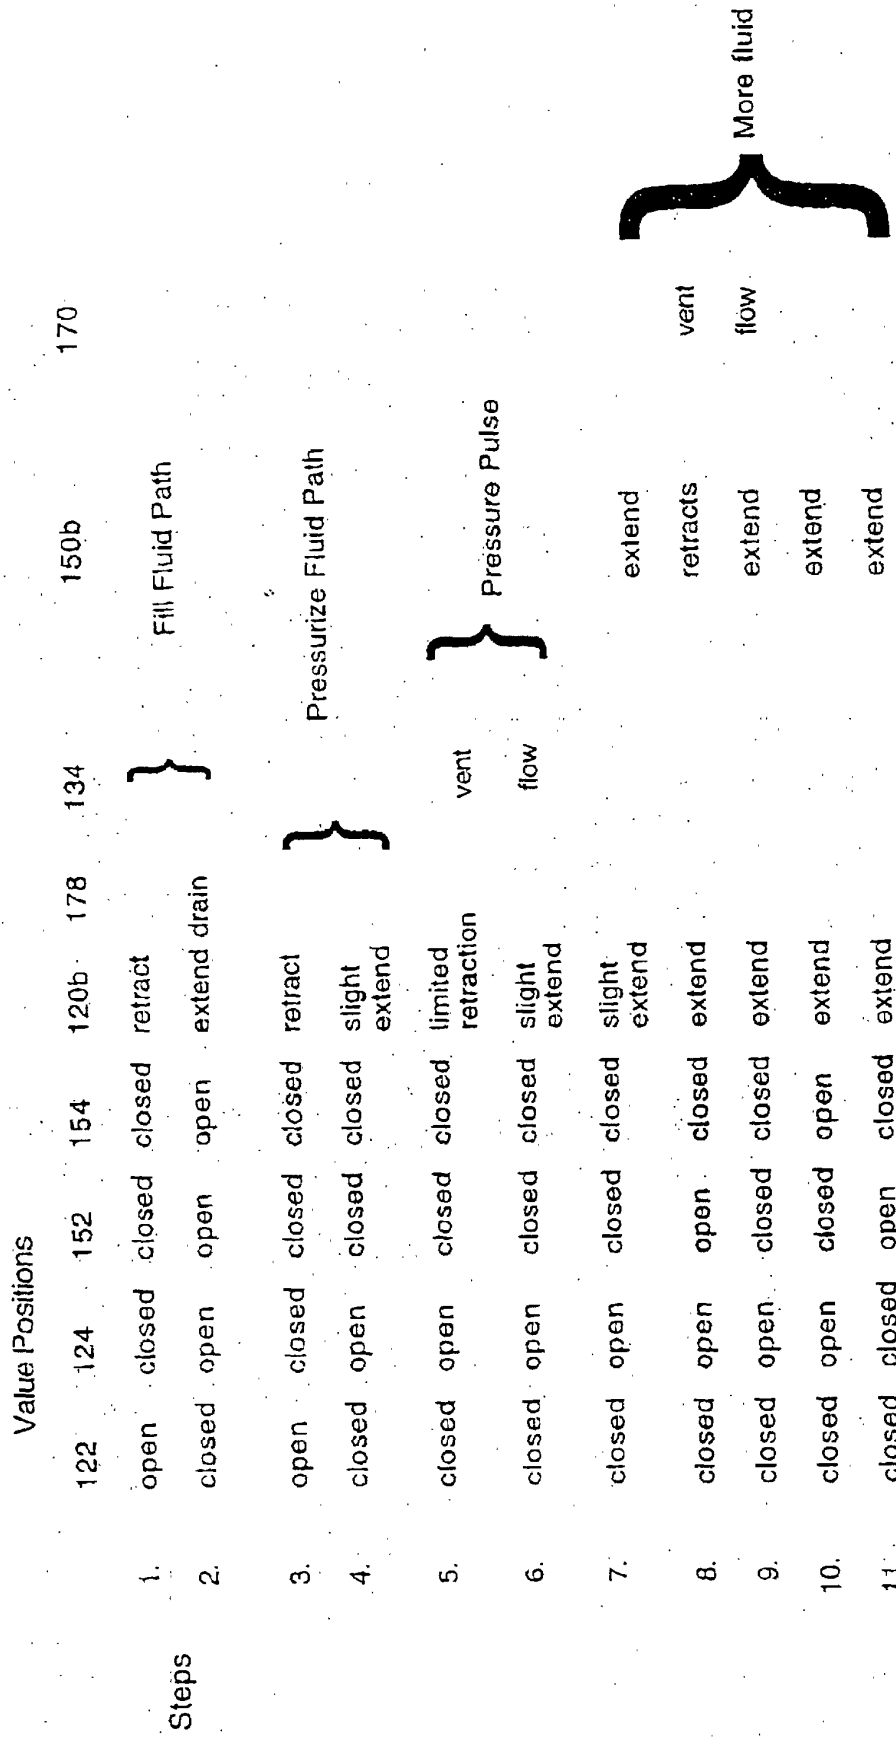 Value Positions
122 124 152 154 120b 178 134 150b 170
Steps
1. open closed closed closed retract
2. closed open open open extend drain
Fill Fluid Path
3. open closed closed closed retract
4. closed open closed closed slight extend
Pressurize Fluid Path
5. closed open closed closed limited retraction vent
6. closed open closed closed slight extend flow
Pressure Pulse
7. closed open closed closed slight extend extend
8. closed open open closed extend retracts vent
9. closed open closed closed extend extend flow
10. closed open closed open extend extend
11. closed closed open closed extend extend
More fluid